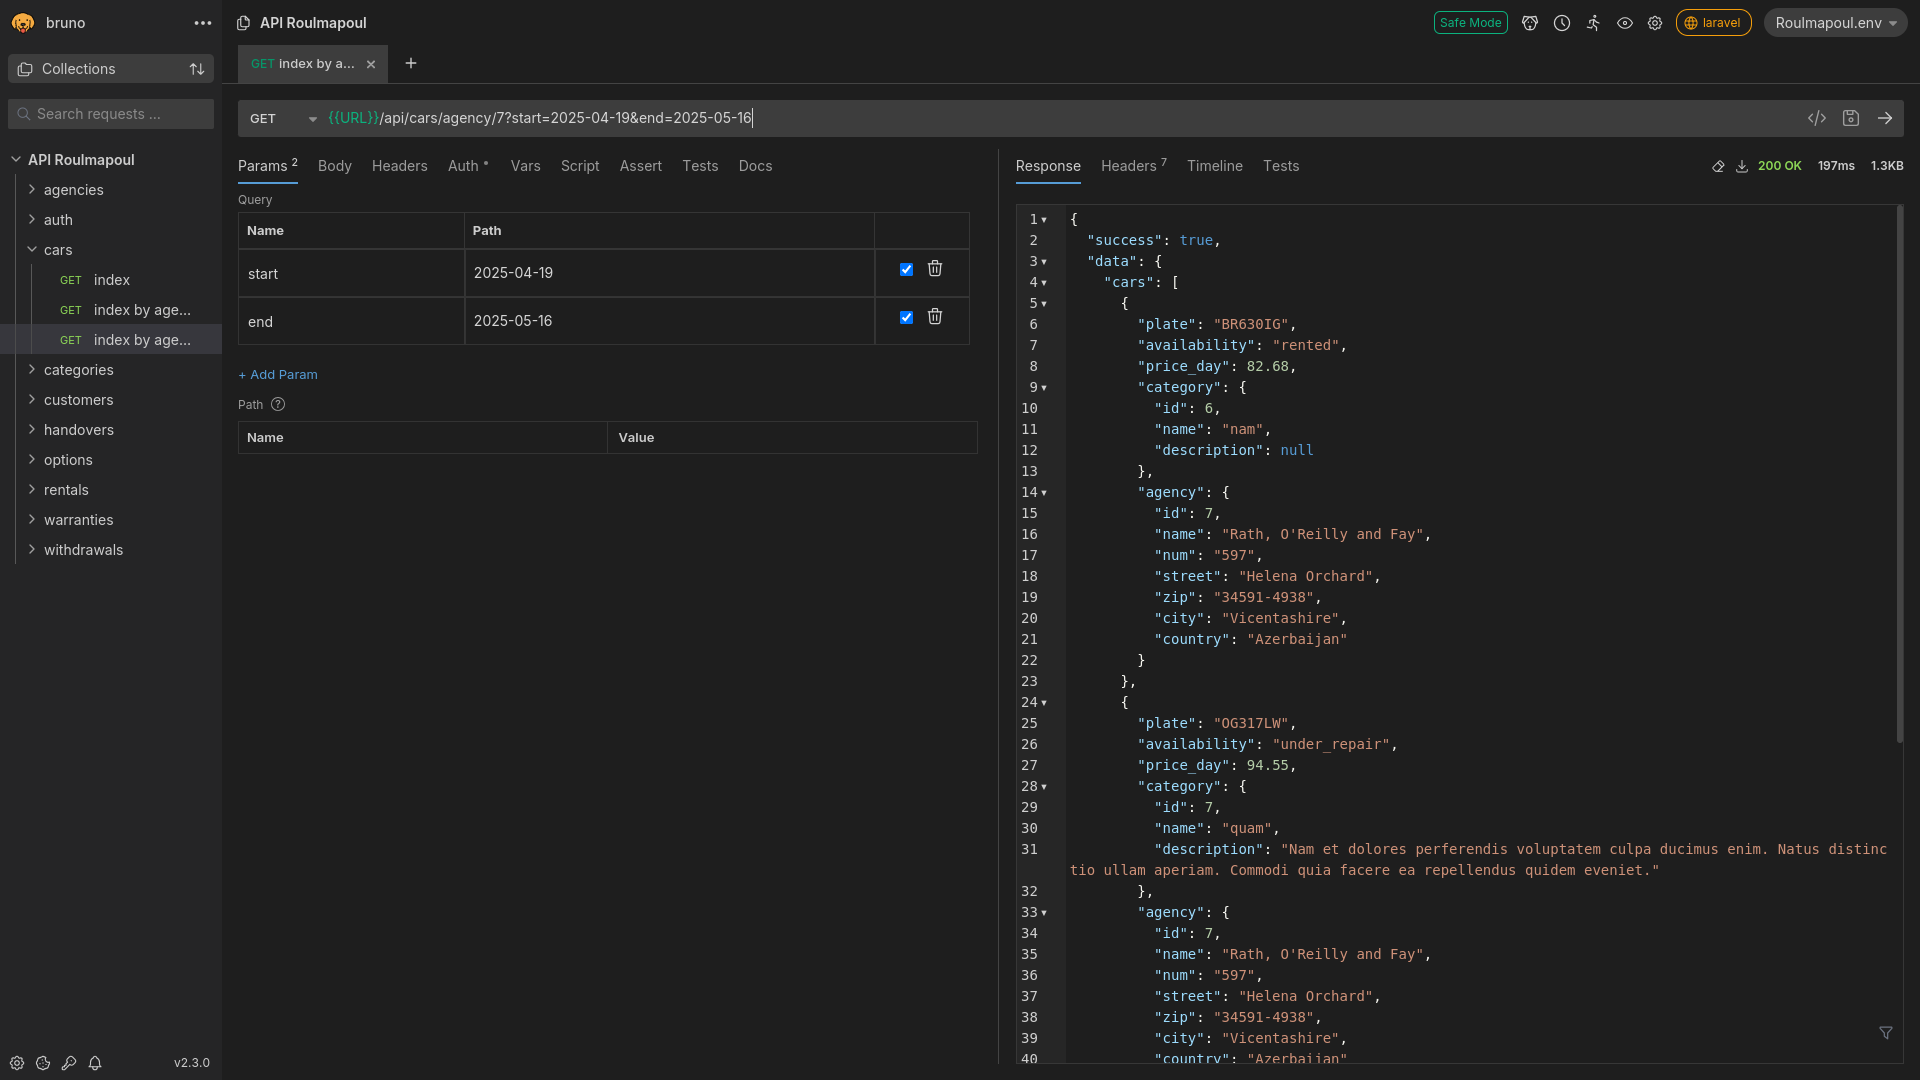 bruno
Collections
Search requests ...
API Roulmapoul
agencies
auth
cars
GET index
GET index by age...
GET index by age...
categories
customers
handovers
options
rentals
warranties
withdrawals
v2.3.0
API Roulmapoul
Safe Mode
laravel
Roulmapoul.env
GET index by a...
GET
{{URL}}/api/cars/agency/7?start=2025-04-19&end=2025-05-16
Params 2 Body Headers Auth Vars Script Assert Tests Docs
Query
Name Path
start 2025-04-19
end 2025-05-16
+ Add Param
Path ?
Name Value
Response Headers 7 Timeline Tests
200 OK 197ms 1.3KB
1 {
2 "success": true,
3 "data": {
4 "cars": [
5 {
6 "plate": "BR630IG",
7 "availability": "rented",
8 "price_day": 82.68,
9 "category": {
10 "id": 6,
11 "name": "nam",
12 "description": null
13 },
14 "agency": {
15 "id": 7,
16 "name": "Rath, O'Reilly and Fay",
17 "num": "597",
18 "street": "Helena Orchard",
19 "zip": "34591-4938",
20 "city": "Vicentashire",
21 "country": "Azerbaijan"
22 }
23 },
24 {
25 "plate": "OG317LW",
26 "availability": "under_repair",
27 "price_day": 94.55,
28 "category": {
29 "id": 7,
30 "name": "quam",
31 "description": "Nam et dolores perferendis voluptatem culpa ducimus enim. Natus distinc
tio ullam aperiam. Commodi quia facere ea repellendus quidem eveniet."
32 },
33 "agency": {
34 "id": 7,
35 "name": "Rath, O'Reilly and Fay",
36 "num": "597",
37 "street": "Helena Orchard",
38 "zip": "34591-4938",
39 "city": "Vicentashire",
40 "country": "Azerbaijan"